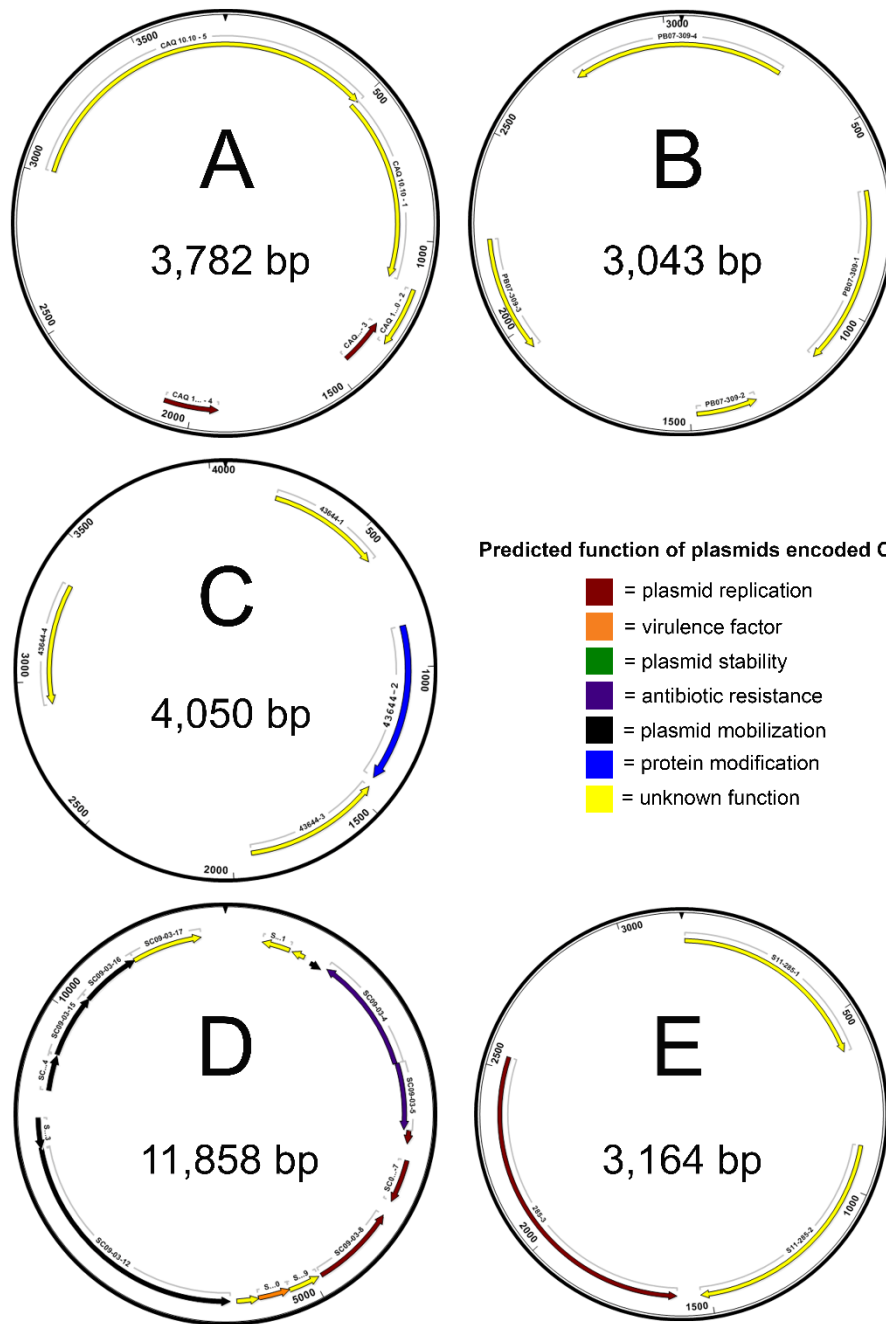 A
3,782 bp
3500
500
1000
1500
2000
2500
3000
CAQ 10.10 - 5
CAQ 10.10 - 1
CAQ 1...0 - 2
CAQ... - 3
CAQ 1... - 4
B
3,043 bp
3000
500
1000
1500
2000
2500
PB07-309-4
PB07-309-1
PB07-309-2
PB07-309-3
C
4,050 bp
4000
500
1000
1500
2000
2500
3000
3500
43644-1
43644-2
43644-3
43644-4
Predicted function of plasmids encoded
= plasmid replication
= virulence factor
= plasmid stability
= antibiotic resistance
= plasmid mobilization
= protein modification
= unknown function
D
11,858 bp
10000
5000
S...1
SC09-03-4
SC09-03-5
SC0...-7
SC09-03-8
S...9
S...0
SC09-03-12
S...3
SC...4
SC09-03-15
SC09-03-16
SC09-03-17
E
3,164 bp
3000
500
1000
1500
2000
2500
S11-285-1
S11-285-2
285-3